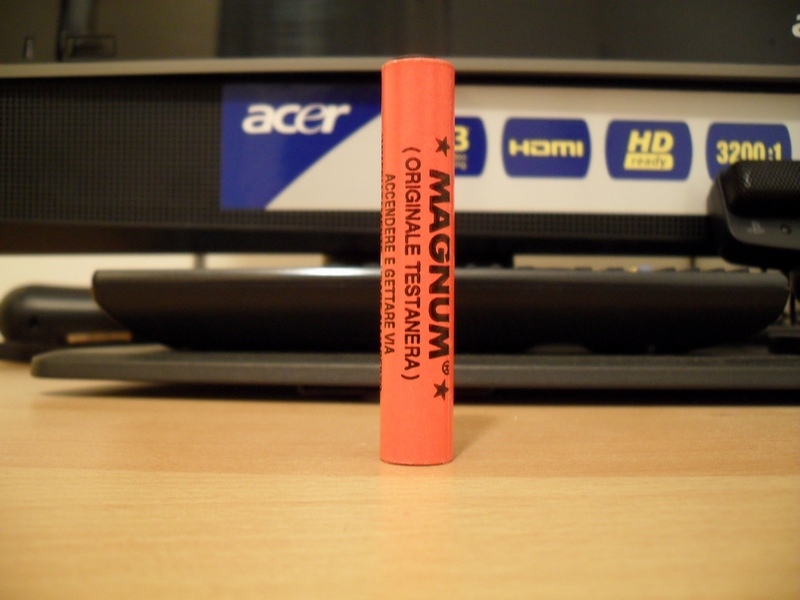 acer
HDMI
HD
ready
3200:1
★ MAGNUM ® ★
( ORIGINALE TESTANERA )
ACCENDERE E GETTARE VIA